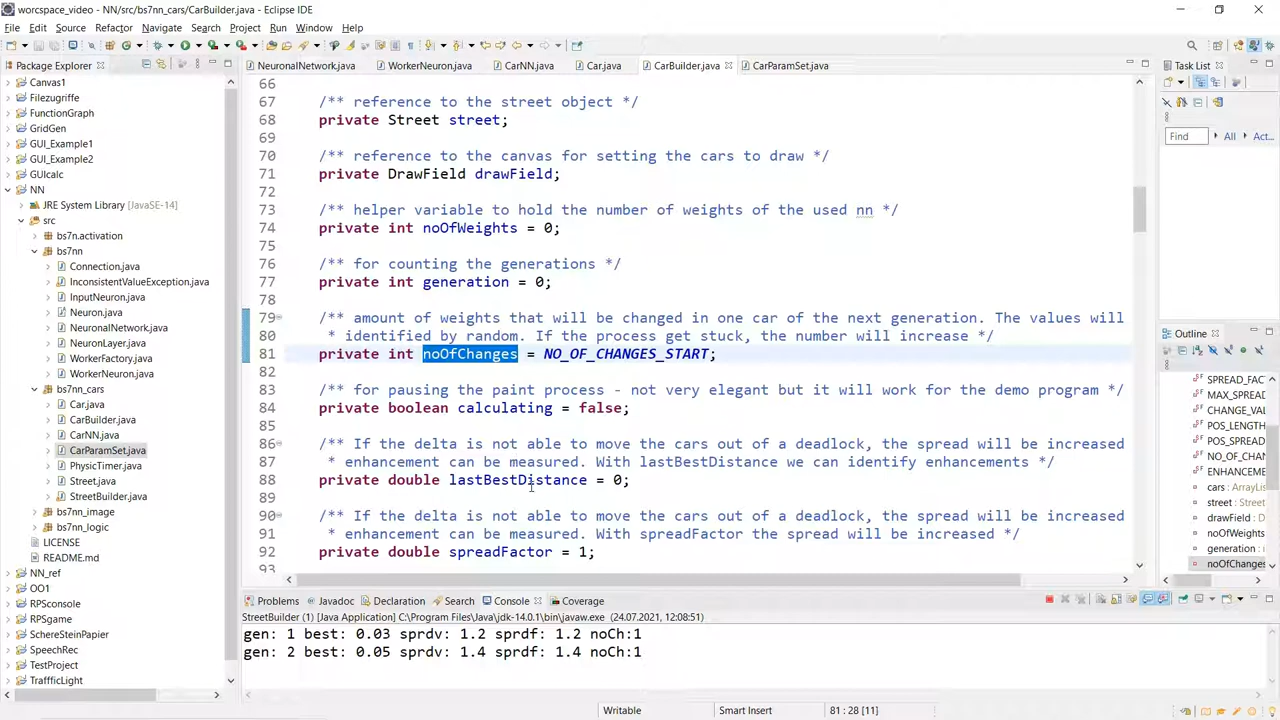 worcspace_video - NN/src/bs7nn_cars/CarBuilder.java - Eclipse IDE
File Edit Source Refactor Navigate Search Project Run Window Help
Package Explorer
NeuronalNetwork.java WorkerNeuron.java CarNN.java Car.java CarBuilder.java CarParamSet.java
Task List
Canvas1
Filezugriffe
FunctionGraph
GridGen
GUI_Example1
GUI_Example2
GUIcalc
NN
JRE System Library [JavaSE-14]
src
bs7n.activation
bs7nn
Connection.java
InconsistentValueException.java
InputNeuron.java
Neuron.java
NeuronalNetwork.java
NeuronLayer.java
WorkerFactory.java
WorkerNeuron.java
bs7nn_cars
Car.java
CarBuilder.java
CarNN.java
CarParamSet.java
PhysicTimer.java
Street.java
StreetBuilder.java
bs7nn_image
bs7nn_logic
LICENSE
README.md
NN_ref
OO1
RPSconsole
RPSgame
SchereSteinPapier
SpeechRec
TestProject
TraffficLight
66
67 /** reference to the street object */
68 private Street street;
69
70 /** reference to the canvas for setting the cars to draw */
71 private DrawField drawField;
72
73 /** helper variable to hold the number of weights of the used nn */
74 private int noOfWeights = 0;
75
76 /** for counting the generations */
77 private int generation = 0;
78
79 /** amount of weights that will be changed in one car of the next generation. The values will
80 * identified by random. If the process get stuck, the number will increase */
81 private int noOfChanges = NO_OF_CHANGES_START;
82
83 /** for pausing the paint process - not very elegant but it will work for the demo program */
84 private boolean calculating = false;
85
86 /** If the delta is not able to move the cars out of a deadlock, the spread will be increased
87 * enhancement can be measured. With lastBestDistance we can identify enhancements */
88 private double lastBestDistance = 0;
89
90 /** If the delta is not able to move the cars out of a deadlock, the spread will be increased
91 * enhancement can be measured. With spreadFactor the spread will be increased */
92 private double spreadFactor = 1;
93
Find All Act...
Outline
SPREAD_FAC
MAX_SPREAD
CHANGE_VAL
POS_LENGTH
POS_SPREAD
NO_OF_CHA
ENHANCEME
cars : ArrayLi
street : Stree
drawField : D
noOfWeights
generation : i
noOfChanges
Problems Javadoc Declaration Search Console Coverage
StreetBuilder (1) [Java Application] C:\Program Files\Java\jdk-14.0.1\bin\javaw.exe (24.07.2021, 12:08:51)
gen: 1 best: 0.03 sprdv: 1.2 sprdf: 1.2 noCh:1
gen: 2 best: 0.05 sprdv: 1.4 sprdf: 1.4 noCh:1
Writable Smart Insert 81 : 28 [11]